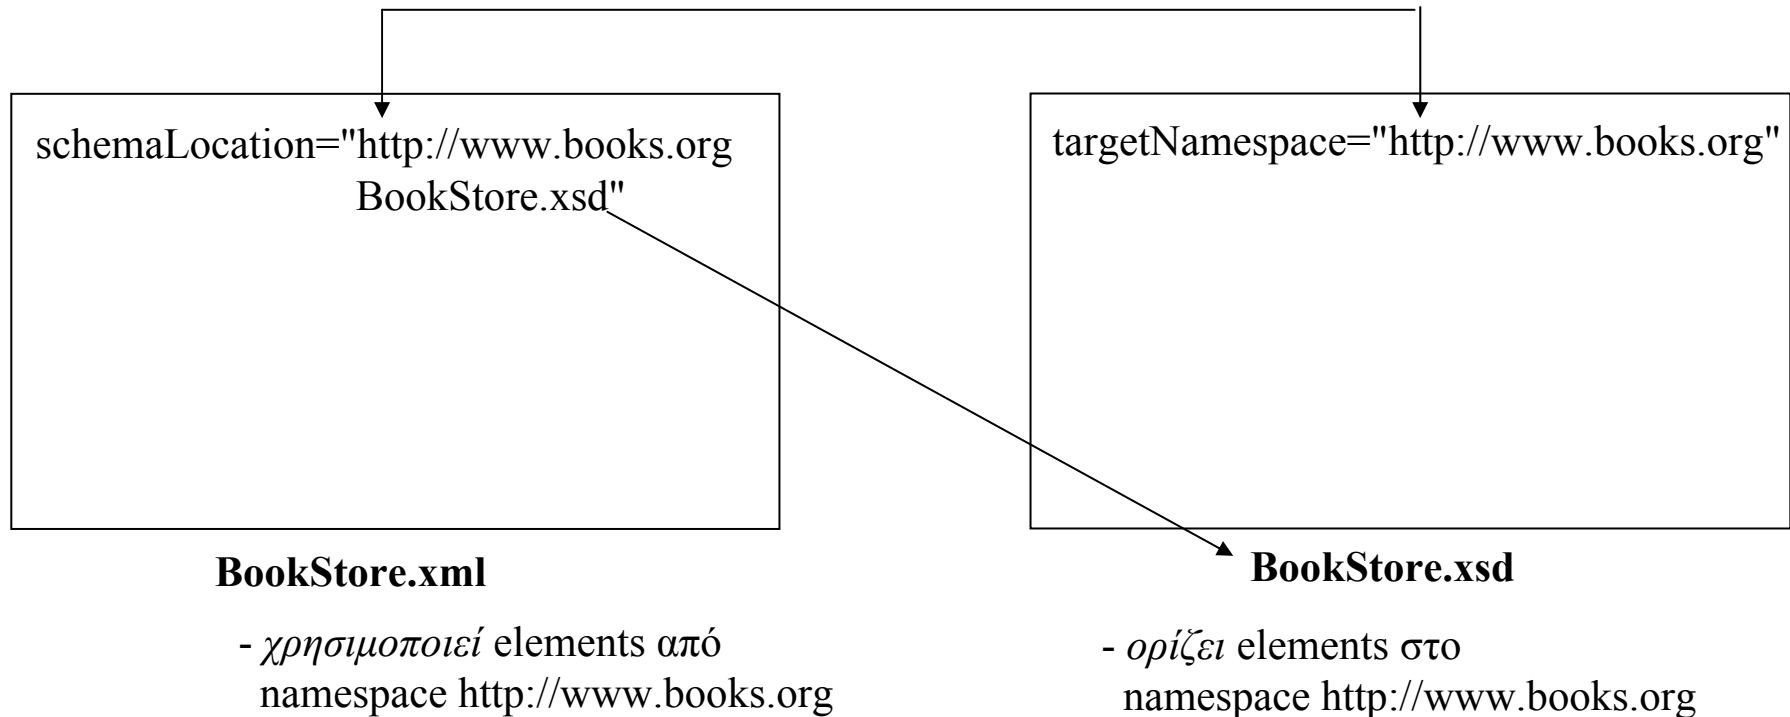 schemaLocation="http://www.books.org
BookStore.xsd"
targetNamespace="http://www.books.org"
BookStore.xml
- χρησιμοποιεί elements από
namespace http://www.books.org
BookStore.xsd
- ορίζει elements στο
namespace http://www.books.org